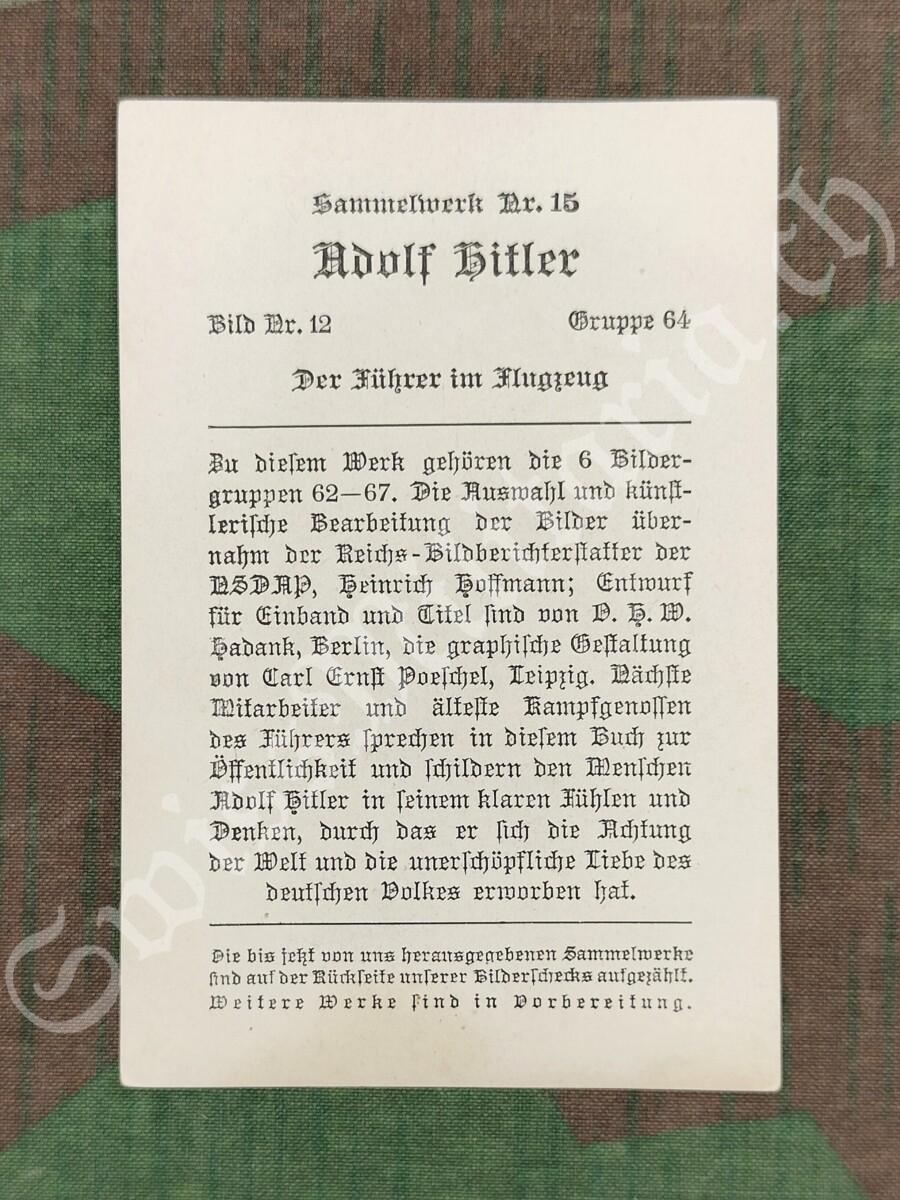 Sammelwerk Nr. 15
Adolf Hitler
Bild Nr. 12 Gruppe 64
Der Führer im Flugzeug
Zu diesem Werk gehören die 6 Bilder-
gruppen 62—67. Die Auswahl und künst-
lerische Bearbeitung der Bilder über-
nahm der Reichs-Bildberichterstatter der
NSDAP, Heinrich Hoffmann; Entwurf
für Einband und Titel sind von O. H. W.
Hadank, Berlin, die graphische Gestaltung
von Carl Ernst Poeschel, Leipzig. Nächste
Mitarbeiter und älteste Kampfgenossen
des Führers sprechen in diesem Buch zur
Öffentlichkeit und schildern den Menschen
Adolf Hitler in seinem klaren Fühlen und
Denken, durch das er sich die Achtung
der Welt und die unerschöpfliche Liebe des
deutschen Volkes erworben hat.
Die bis jetzt von uns herausgegebenen Sammelwerke
sind auf der Rückseite unserer Bilderschecks aufgezählt.
Weitere Werke sind in Vorbereitung.
SwissMilitaria.ch